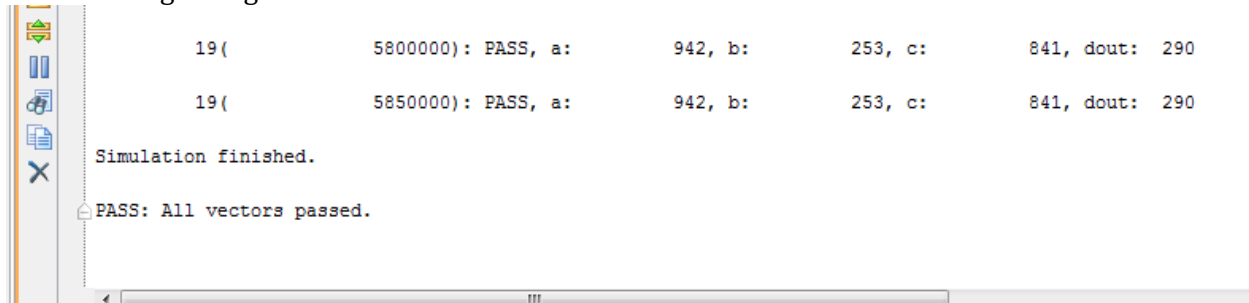 19( 5800000): PASS, a: 942, b: 253, c: 841, dout: 290
19( 5850000): PASS, a: 942, b: 253, c: 841, dout: 290
Simulation finished.
PASS: All vectors passed.